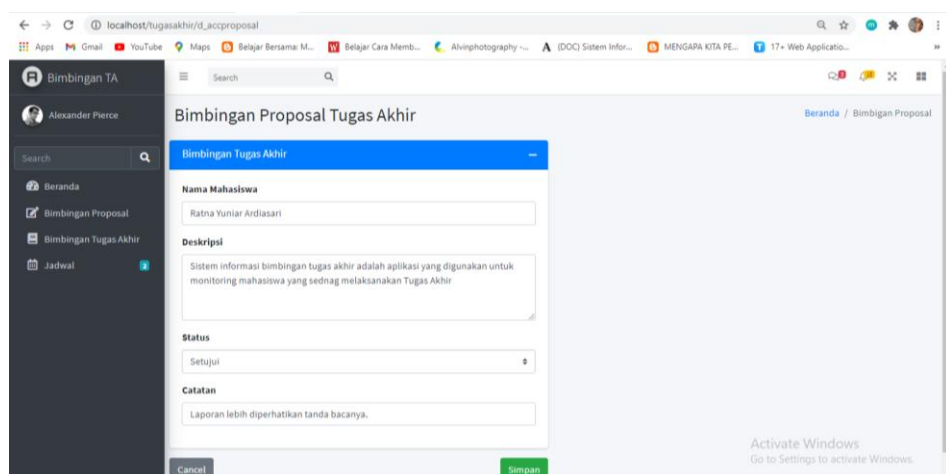 localhost/tugasakhir/d_accproposal
Apps Gmail YouTube Maps Belajar Bersama: M... Belajar Cara Memb... Alvinphotography -... (DOC) Sistem Infor... MENGAPA KITA PE... 17+ Web Applicatio... »
Bimbingan TA
Search
Alexander Pierce
Bimbingan Proposal Tugas Akhir
Beranda / Bimbigan Proposal
Search
Beranda
Bimbingan Proposal
Bimbingan Tugas Akhir
Jadwal 2
Bimbingan Tugas Akhir
Nama Mahasiswa
Ratna Yuniar Ardiasari
Deskripsi
Sistem informasi bimbingan tugas akhir adalah aplikasi yang digunakan untuk
monitoring mahasiswa yang sednag melaksanakan Tugas Akhir
Status
Setujui
Catatan
Laporan lebih diperhatikan tanda bacanya.
Cancel
Simpan
Activate Windows
Go to Settings to activate Windows.